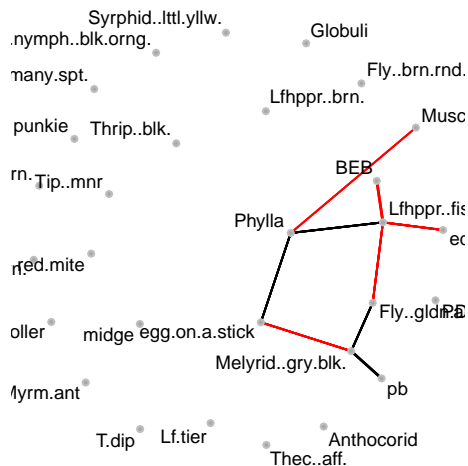 Syrphid..lttl.yllw.
Globuli
.nymph..blk.orng.
Fly..brn.rnd.
many.spt.
Lfhppr..brn.
Musc
punkie
Thrip..blk.
BEB
rn.
Tip..mnr
Lfhppr..fis
Phylla
ec
red.mite
n.
Fly..gldn.a
PD
oller
midge
egg.on.a.stick
Melyrid..gry.blk.
Myrm.ant
pb
T.dip
Lf.tier
Anthocorid
Thec..aff.